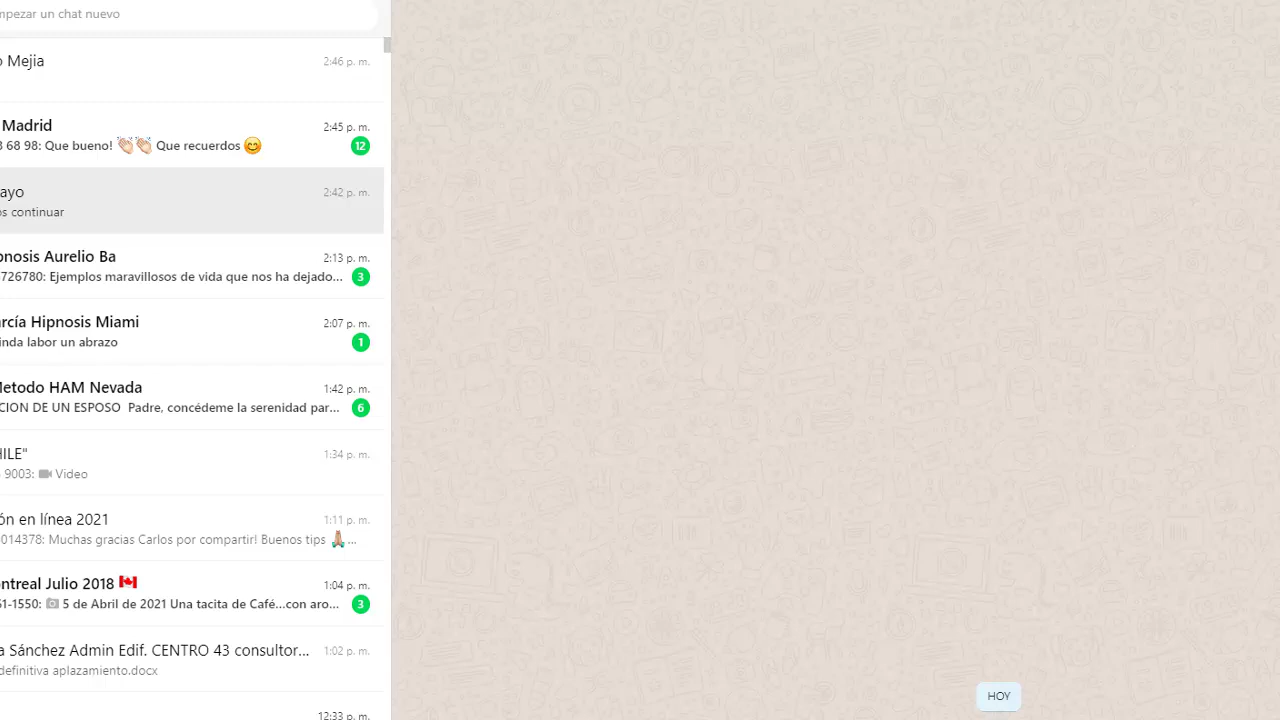 mpezar un chat nuevo
o Mejia
2:46 p. m.
Madrid
2:45 p. m.
3 68 98: Que bueno! 👏🏻👏🏻 Que recuerdos 😊
12
ayo
2:42 p. m.
os continuar
pnosis Aurelio Ba
2:13 p. m.
726780: Ejemplos maravillosos de vida que nos ha dejado...
3
rcía Hipnosis Miami
2:07 p. m.
inda labor un abrazo
1
Metodo HAM Nevada
1:42 p. m.
CION DE UN ESPOSO Padre, concédeme la serenidad par...
6
HILE"
1:34 p. m.
9003: Video
ón en línea 2021
1:11 p. m.
014378: Muchas gracias Carlos por compartir! Buenos tips 🙏🏼...
ntreal Julio 2018 🇨🇦
1:04 p. m.
51-1550: 📷 5 de Abril de 2021 Una tacita de Café...con aro...
3
a Sánchez Admin Edif. CENTRO 43 consultor...
1:02 p. m.
definitiva aplazamiento.docx
12:33 p. m.
HOY